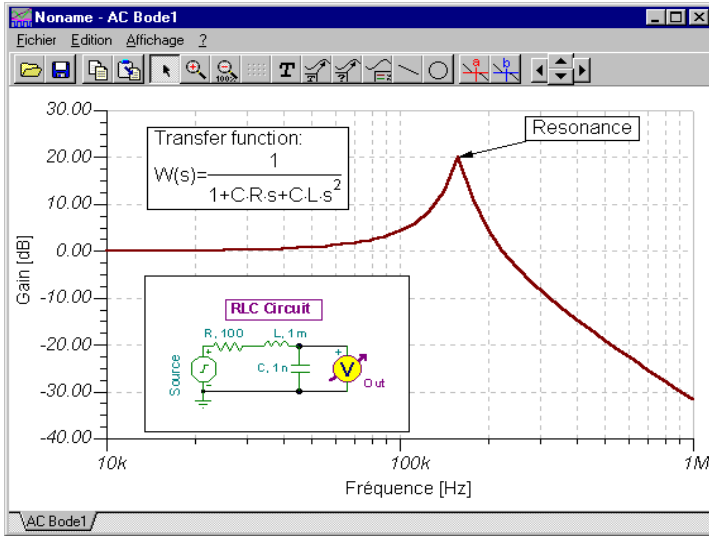 Noname - AC Bode1
Fichier Edition Affichage ?
100%
T
a
b
30.00
20.00
10.00
0.00
-10.00
-20.00
-30.00
-40.00
Gain [dB]
Transfer function:
W(s)=1/(1+C·R·s+C·L·s²)
Resonance
RLC Circuit
R, 100
L, 1m
C, 1n
Source
+
-
+
V
Out
10k
100k
1M
Fréquence [Hz]
AC Bode1